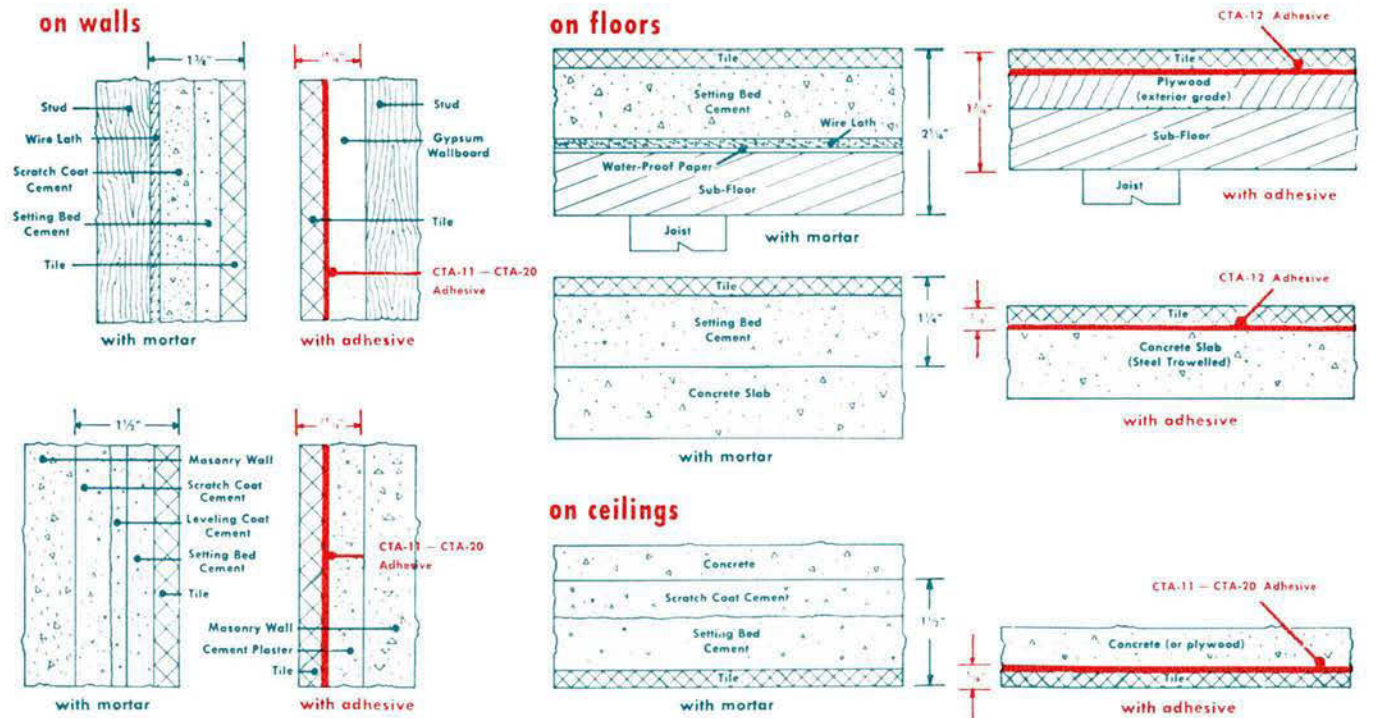 on walls
1⅜"
Stud
Wire Lath
Scratch Coat
Cement
Setting Bed
Cement
Tile
with mortar
Stud
Gypsum
Wallboard
Tile
CTA-11 — CTA-20
Adhesive
with adhesive
1½"
Masonry Wall
Scratch Coat
Cement
Leveling Coat
Cement
Setting Bed
Cement
Tile
with mortar
CTA-11 — CTA-20
Adhesive
Masonry Wall
Cement Plaster
Tile
with adhesive
on floors
Tile
Setting Bed
Cement
Wire Lath
Water-Proof Paper
Sub-Floor
Joist
with mortar
CTA-12 Adhesive
Tile
Plywood
(exterior grade)
Sub-Floor
Joist
with adhesive
Tile
Setting Bed
Cement
1¼"
Concrete Slab
with mortar
CTA-12 Adhesive
Tile
Concrete Slab
(Steel Trowelled)
with adhesive
on ceilings
Concrete
Scratch Coat Cement
Setting Bed
Cement
Tile
1½"
with mortar
CTA-11 — CTA-20 Adhesive
Concrete (or plywood)
Tile
with adhesive